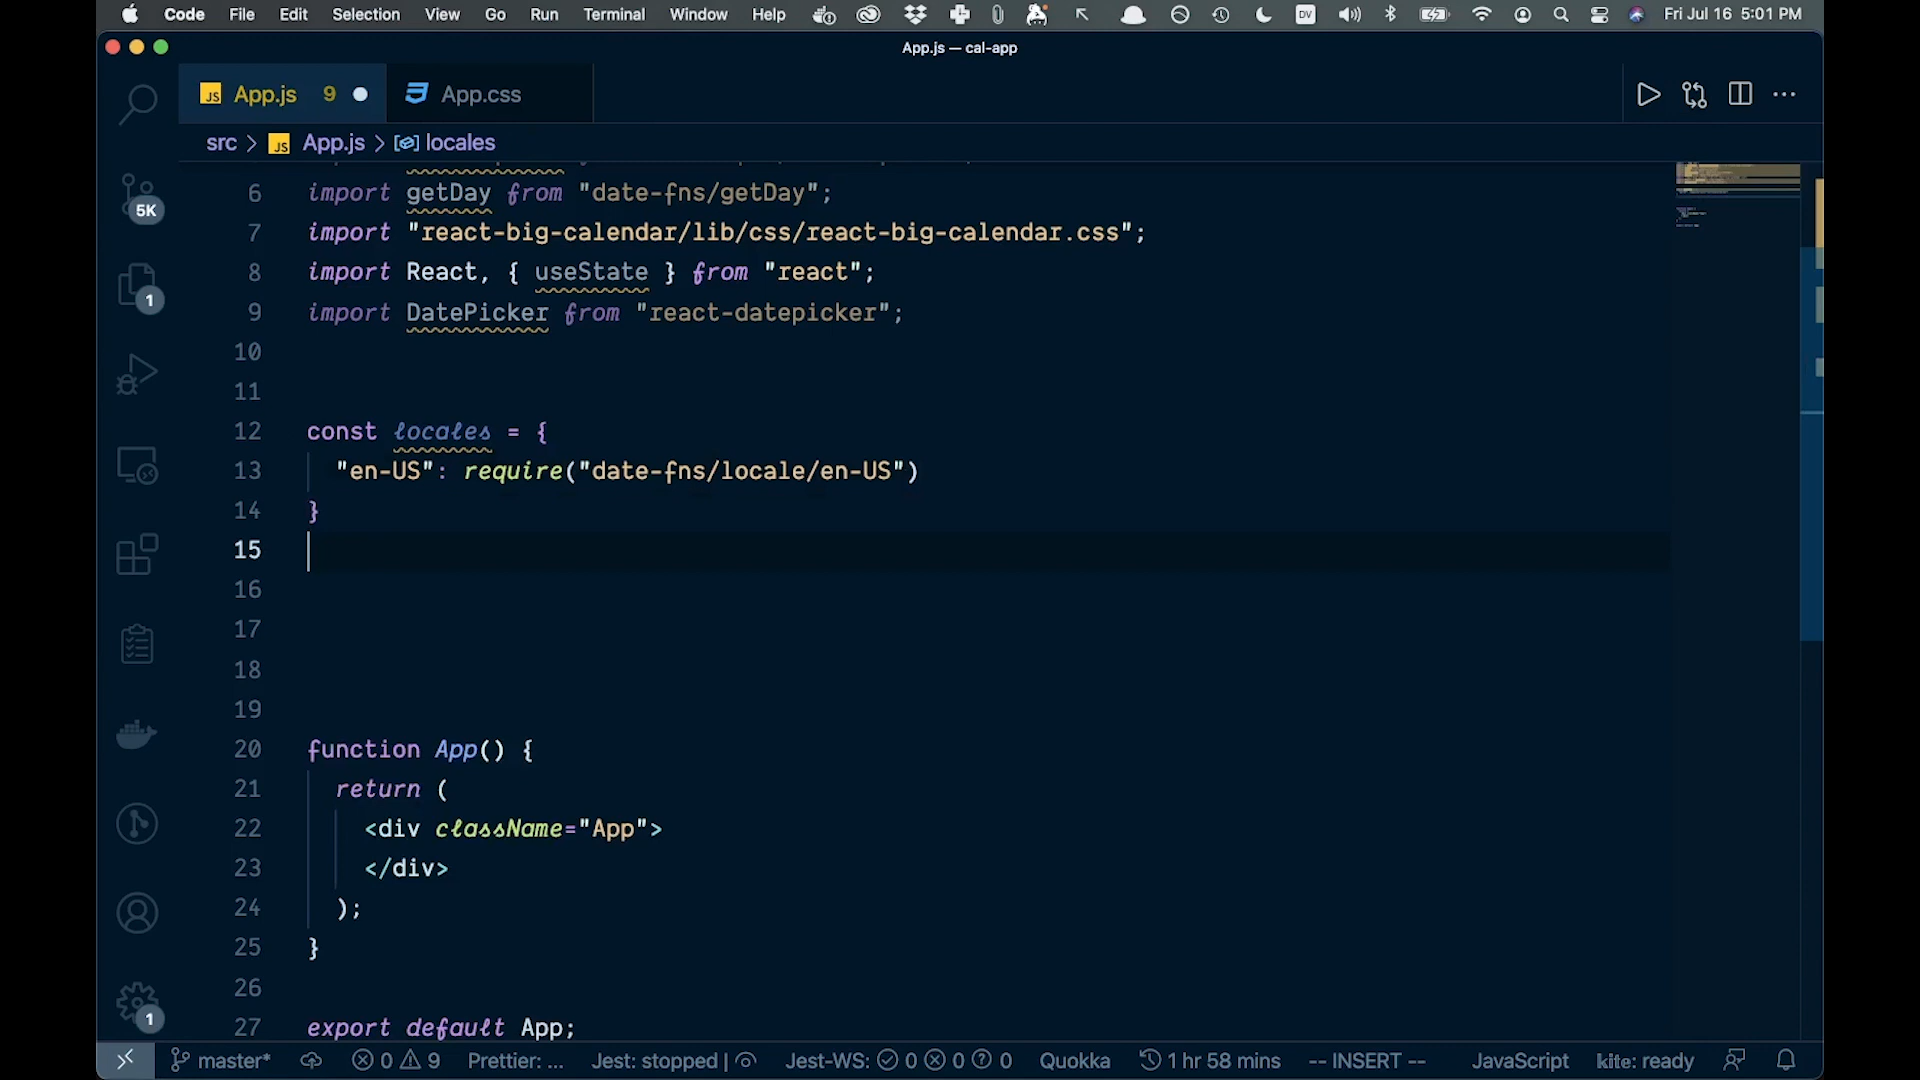 Code File Edit Selection View Go Run Terminal Window Help DV Fri Jul 16 5:01 PM
App.js — cal-app
JS App.js 9 App.css
src > JS App.js > locales
6 import getDay from "date-fns/getDay";
7 import "react-big-calendar/lib/css/react-big-calendar.css";
8 import React, { useState } from "react";
9 import DatePicker from "react-datepicker";
10
11
12 const locales = {
13 "en-US": require("date-fns/locale/en-US")
14 }
15
16
17
18
19
20 function App() {
21 return (
22 <div className="App">
23 </div>
24 );
25 }
26
27 export default App;
5K
1
1
master* 0 9 Prettier: ... Jest: stopped | Jest-WS: 0 0 0 Quokka 1 hr 58 mins -- INSERT -- JavaScript kite: ready